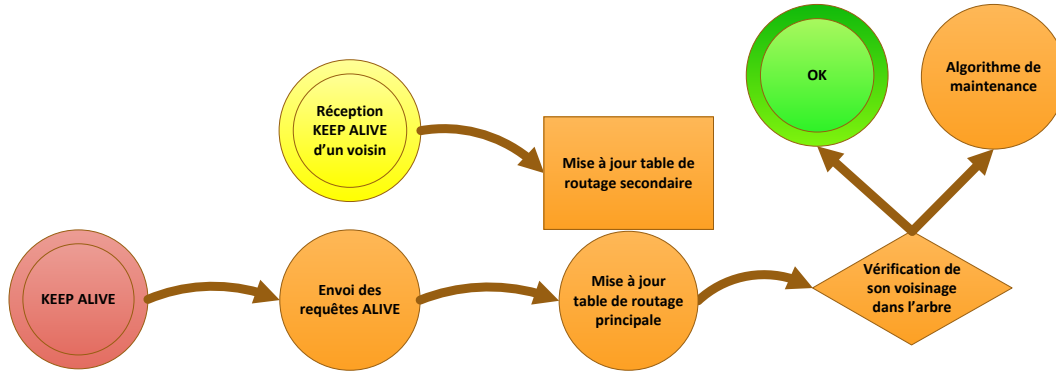 OK
Algorithme de
maintenance
Réception
KEEP ALIVE
d'un voisin
Mise à jour table de
routage secondaire
KEEP ALIVE
Envoi des
requêtes ALIVE
Mise à jour
table de routage
principale
Vérification de
son voisinage
dans l'arbre